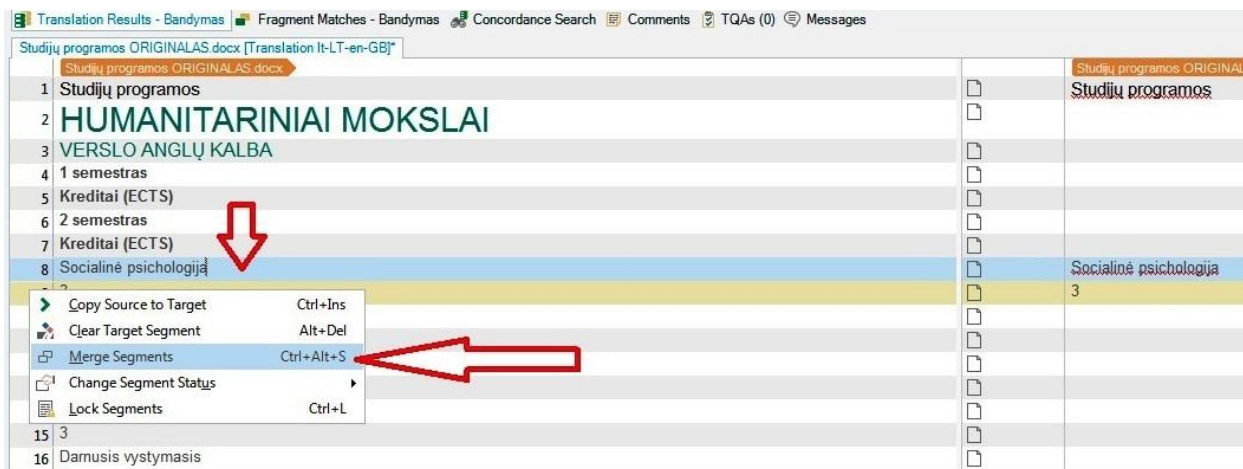 Translation Results - Bandymas Fragment Matches - Bandymas Concordance Search Comments TQAs (0) Messages
Studijų programos ORIGINALAS.docx [Translation lt-LT-en-GB]*
Studijų programos ORIGINALAS.docx Studijų programos ORIGINAL
1 Studijų programos Studijų programos
2 HUMANITARINIAI MOKSLAI
3 VERSLO ANGLŲ KALBA
4 1 semestras
5 Kreditai (ECTS)
6 2 semestras
7 Kreditai (ECTS)
8 Socialinė psichologija Socialinė psichologija
3
Copy Source to Target Ctrl+Ins
Clear Target Segment Alt+Del
Merge Segments Ctrl+Alt+S
Change Segment Status
Lock Segments Ctrl+L
15 3
16 Darnusis vystymasis